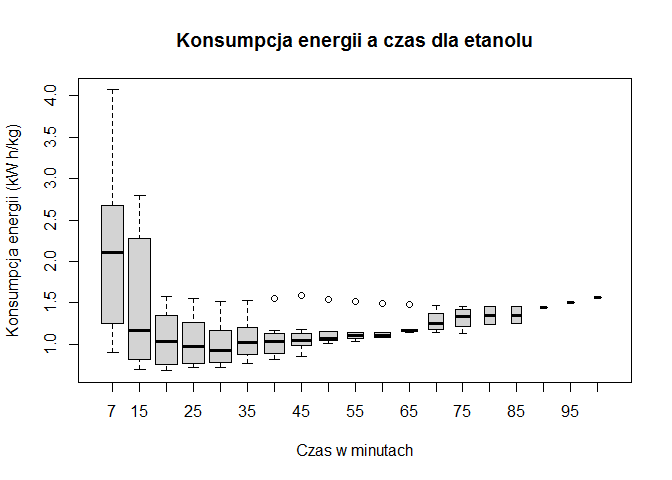 Konsumpcja energii a czas dla etanolu
Konsumpcja energii (kW h/kg)
4.0
3.5
3.0
2.5
2.0
1.5
1.0
7 15 25 35 45 55 65 75 85 95
Czas w minutach